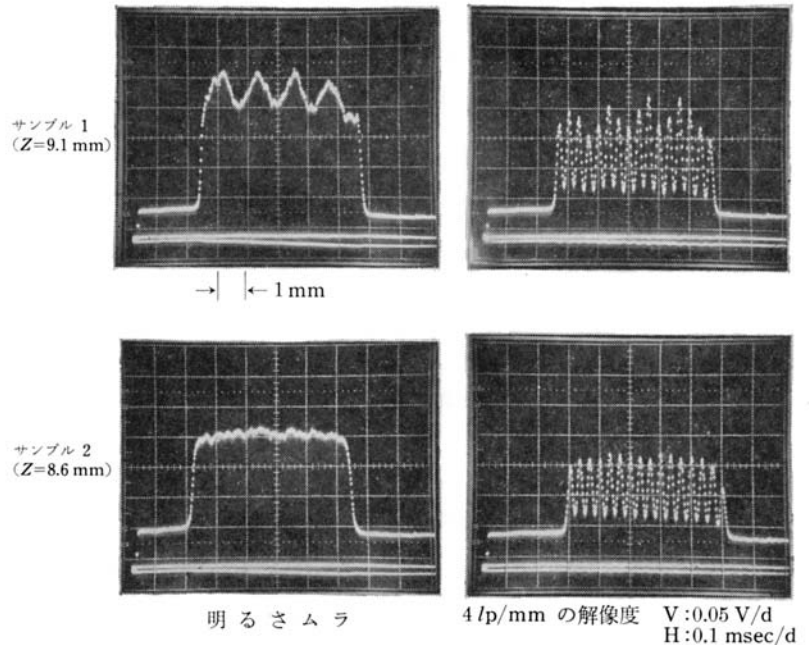 サンプル 1
(Z=9.1 mm)
1 mm
サンプル 2
(Z=8.6 mm)
明るさムラ
4 lp/mm の解像度 V:0.05 V/d
H:0.1 msec/d